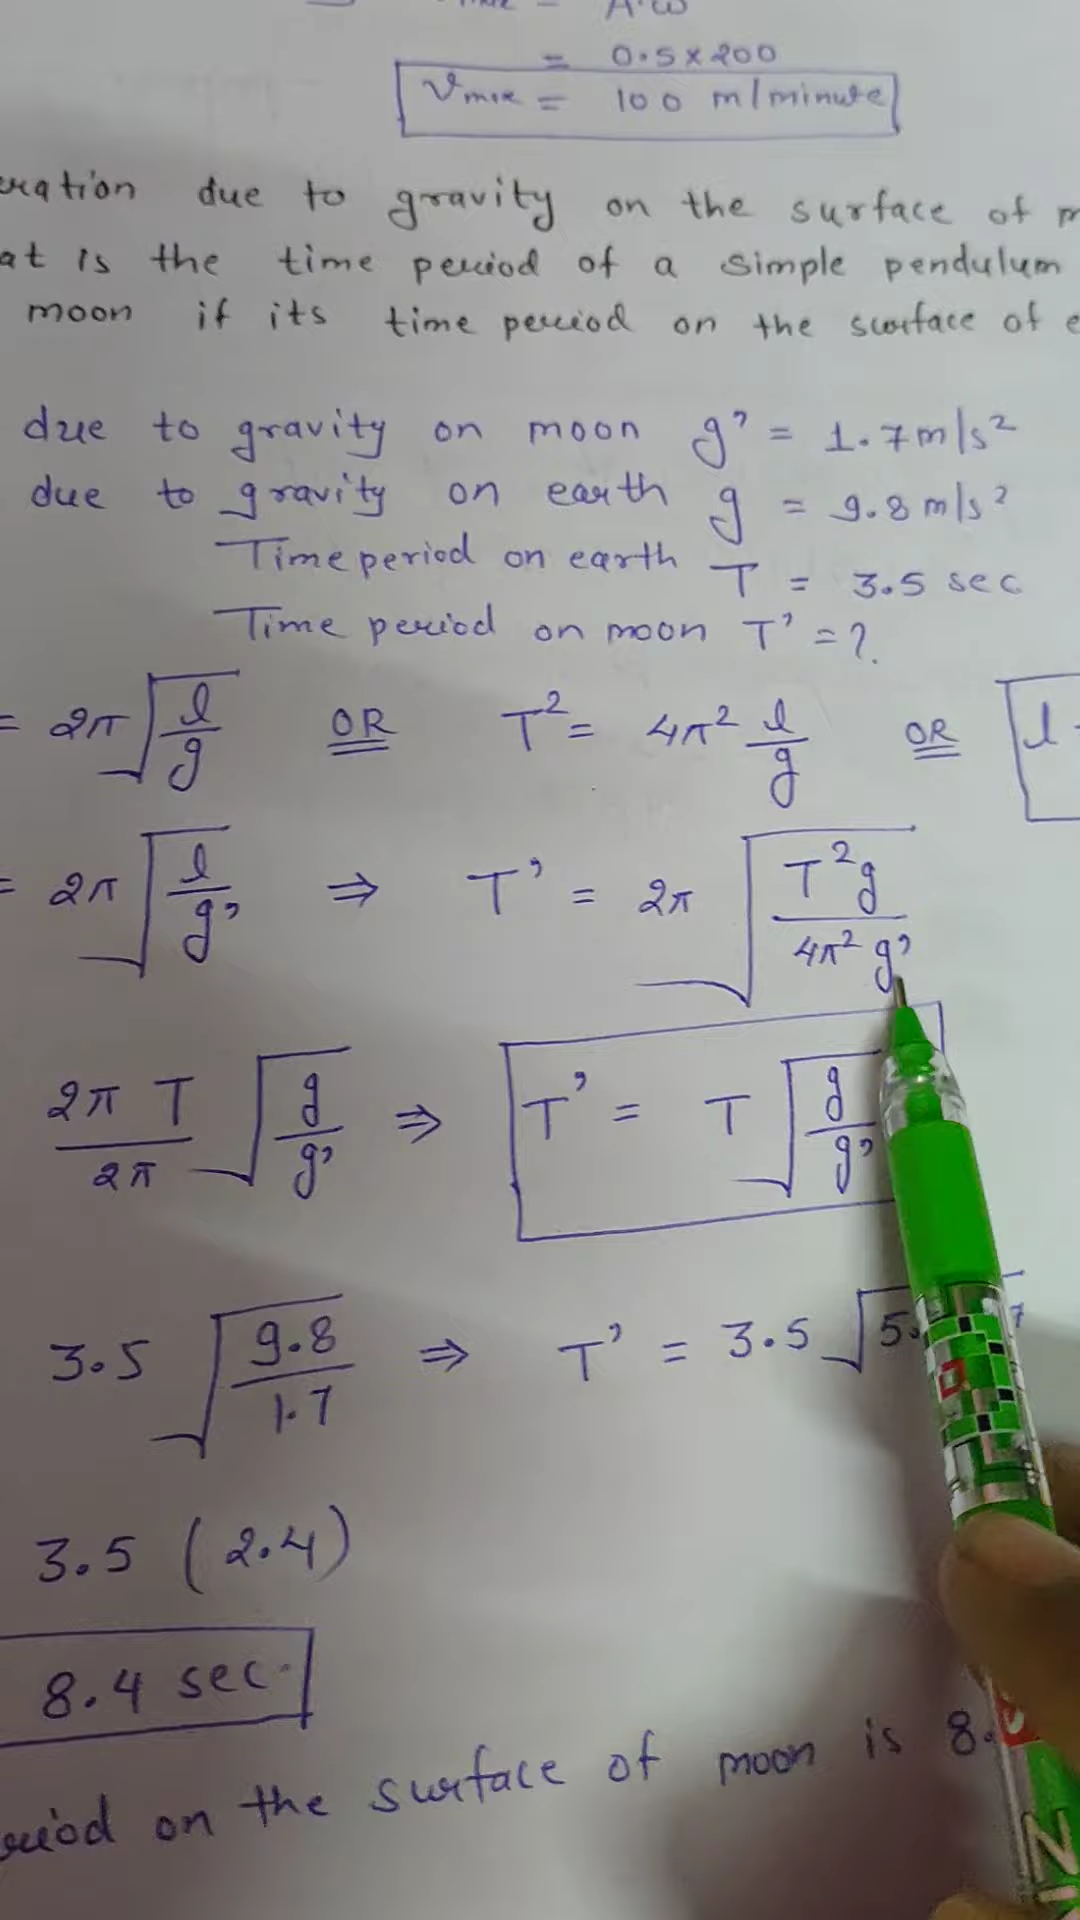 = A.ω
= 0.5 × 200
Vmax = 100 m/minute
due to gravity on the surface of
is the time period of a simple pendulum
moon if its time period on the surface of
due to gravity on moon g' = 1.7 m/s²
due to gravity on earth g = 9.8 m/s²
Time period on earth T = 3.5 sec
Time period on moon T' = ?
= 2π √(l/g) OR T² = 4π² l/g OR l
= 2π √(l/g') ⇒ T' = 2π √(T²g/4π² g')
2π T/2π √(g/g') ⇒ T' = T √(g/g')
3.5 √(9.8/1.7) ⇒ T' = 3.5 √5.
3.5 (2.4)
8.4 sec.
on the surface of moon is 8.